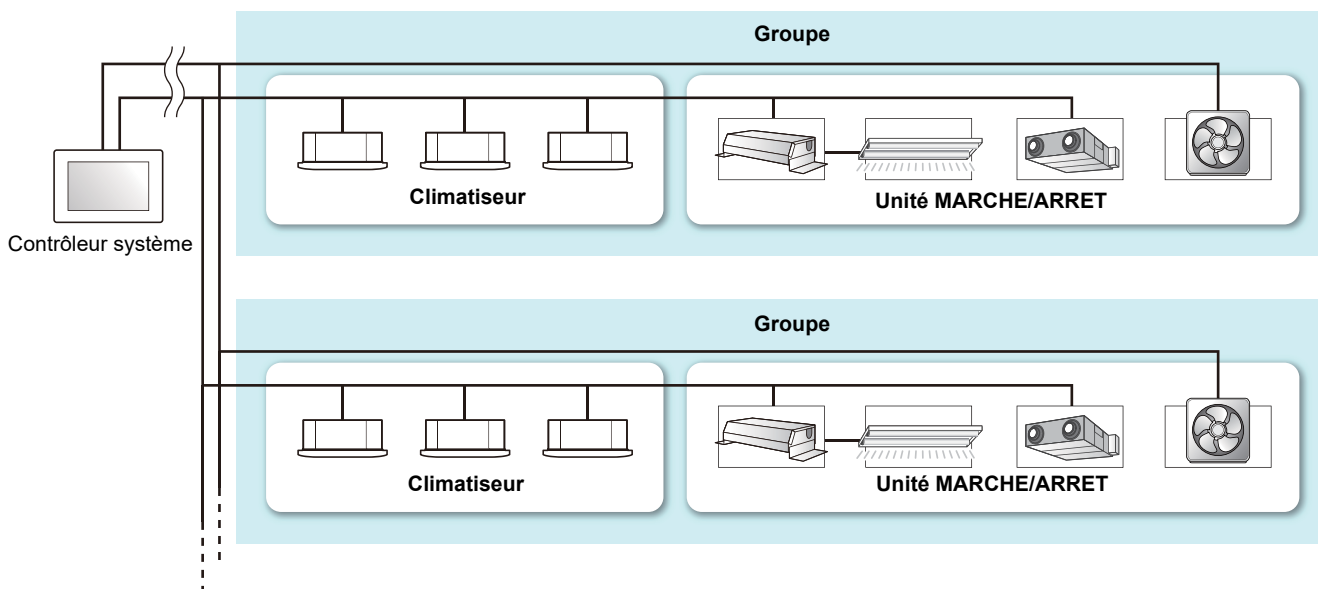 Groupe
Climatiseur
Unité MARCHE/ARRET
Contrôleur système
Groupe
Climatiseur
Unité MARCHE/ARRET